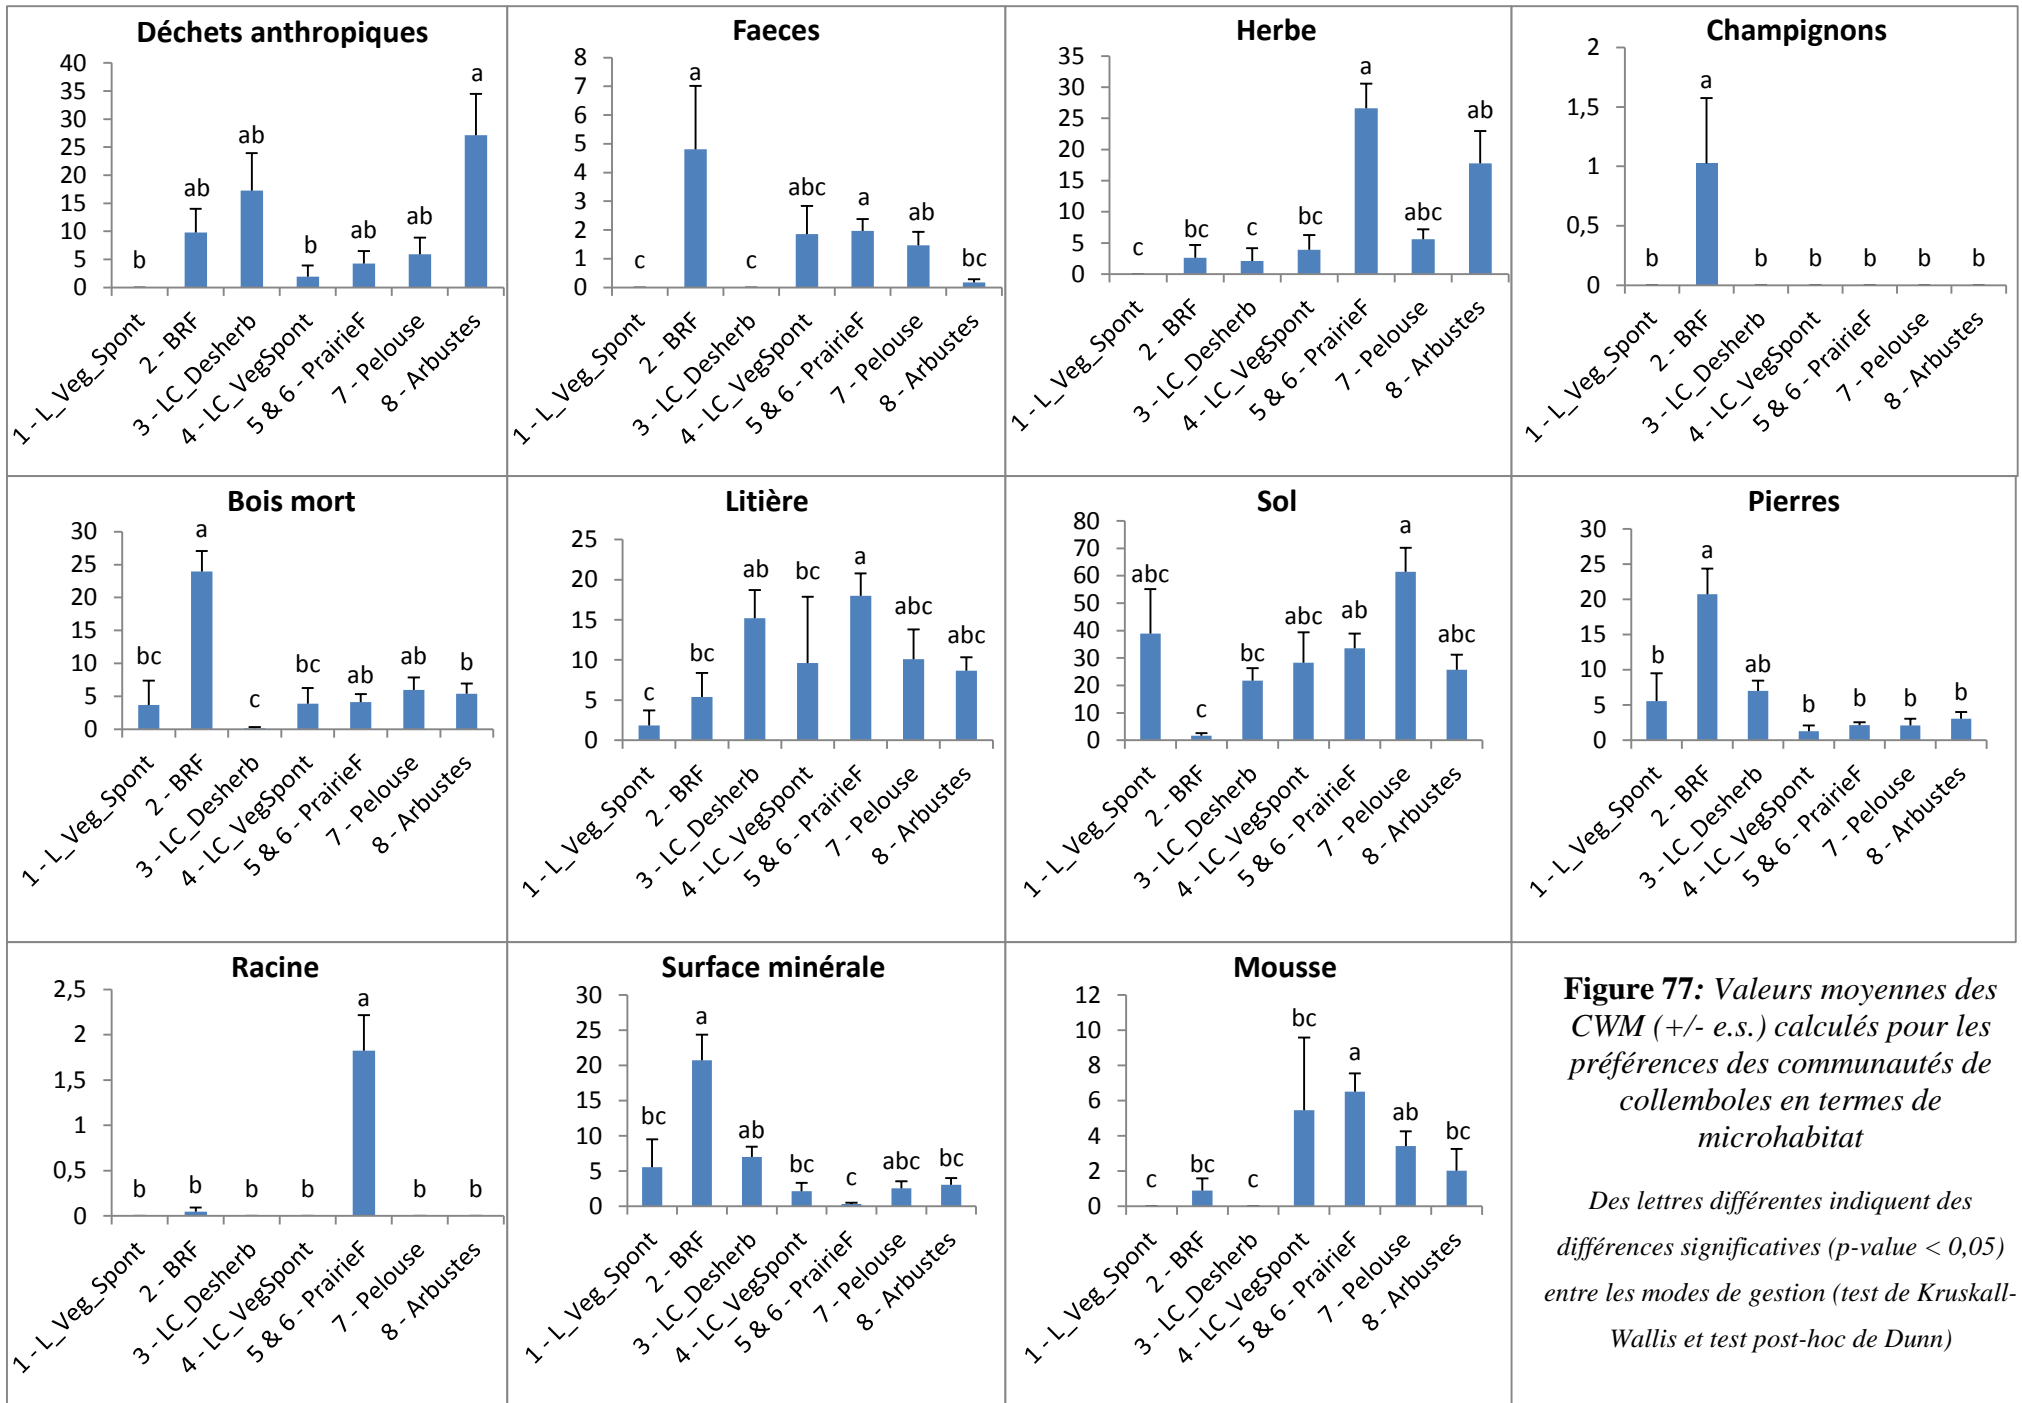 Déchets anthropiques
40
35
30
25
20
15
10
5
0
b
ab
ab
b
ab
ab
a
1 - L_Veg_Spont
2 - BRF
3 - LC_Desherb
4 - LC_VegSpont
5 & 6 - PrairieF
7 - Pelouse
8 - Arbustes
Faeces
8
7
6
5
4
3
2
1
0
c
a
c
abc
a
ab
bc
1 - L_Veg_Spont
2 - BRF
3 - LC_Desherb
4 - LC_VegSpont
5 & 6 - PrairieF
7 - Pelouse
8 - Arbustes
Herbe
35
30
25
20
15
10
5
0
c
bc
c
bc
a
abc
ab
1 - L_Veg_Spont
2 - BRF
3 - LC_Desherb
4 - LC_VegSpont
5 & 6 - PrairieF
7 - Pelouse
8 - Arbustes
Champignons
2
1,5
1
0,5
0
b
a
b
b
b
b
b
1 - L_Veg_Spont
2 - BRF
3 - LC_Desherb
4 - LC_VegSpont
5 & 6 - PrairieF
7 - Pelouse
8 - Arbustes
Bois mort
30
25
20
15
10
5
0
bc
a
c
bc
ab
ab
b
1 - L_Veg_Spont
2 - BRF
3 - LC_Desherb
4 - LC_VegSpont
5 & 6 - PrairieF
7 - Pelouse
8 - Arbustes
Litière
25
20
15
10
5
0
c
bc
ab
bc
a
abc
abc
1 - L_Veg_Spont
2 - BRF
3 - LC_Desherb
4 - LC_VegSpont
5 & 6 - PrairieF
7 - Pelouse
8 - Arbustes
Sol
80
70
60
50
40
30
20
10
0
abc
c
bc
abc
ab
a
abc
1 - L_Veg_Spont
2 - BRF
3 - LC_Desherb
4 - LC_VegSpont
5 & 6 - PrairieF
7 - Pelouse
8 - Arbustes
Pierres
30
25
20
15
10
5
0
b
a
ab
b
b
b
b
1 - L_Veg_Spont
2 - BRF
3 - LC_Desherb
4 - LC_VegSpont
5 & 6 - PrairieF
7 - Pelouse
8 - Arbustes
Racine
2,5
2
1,5
1
0,5
0
b
b
b
b
a
b
b
1 - L_Veg_Spont
2 - BRF
3 - LC_Desherb
4 - LC_VegSpont
5 & 6 - PrairieF
7 - Pelouse
8 - Arbustes
Surface minérale
30
25
20
15
10
5
0
bc
a
ab
bc
c
abc
bc
1 - L_Veg_Spont
2 - BRF
3 - LC_Desherb
4 - LC_VegSpont
5 & 6 - PrairieF
7 - Pelouse
8 - Arbustes
Mousse
12
10
8
6
4
2
0
c
bc
c
bc
a
ab
bc
1 - L_Veg_Spont
2 - BRF
3 - LC_Desherb
4 - LC_VegSpont
5 & 6 - PrairieF
7 - Pelouse
8 - Arbustes
Figure 77: Valeurs moyennes des
CWM (+/- e.s.) calculés pour les
préférences des communautés de
collemboles en termes de
microhabitat
Des lettres différentes indiquent des
différences significatives (p-value < 0,05)
entre les modes de gestion (test de Kruskall-
Wallis et test post-hoc de Dunn)